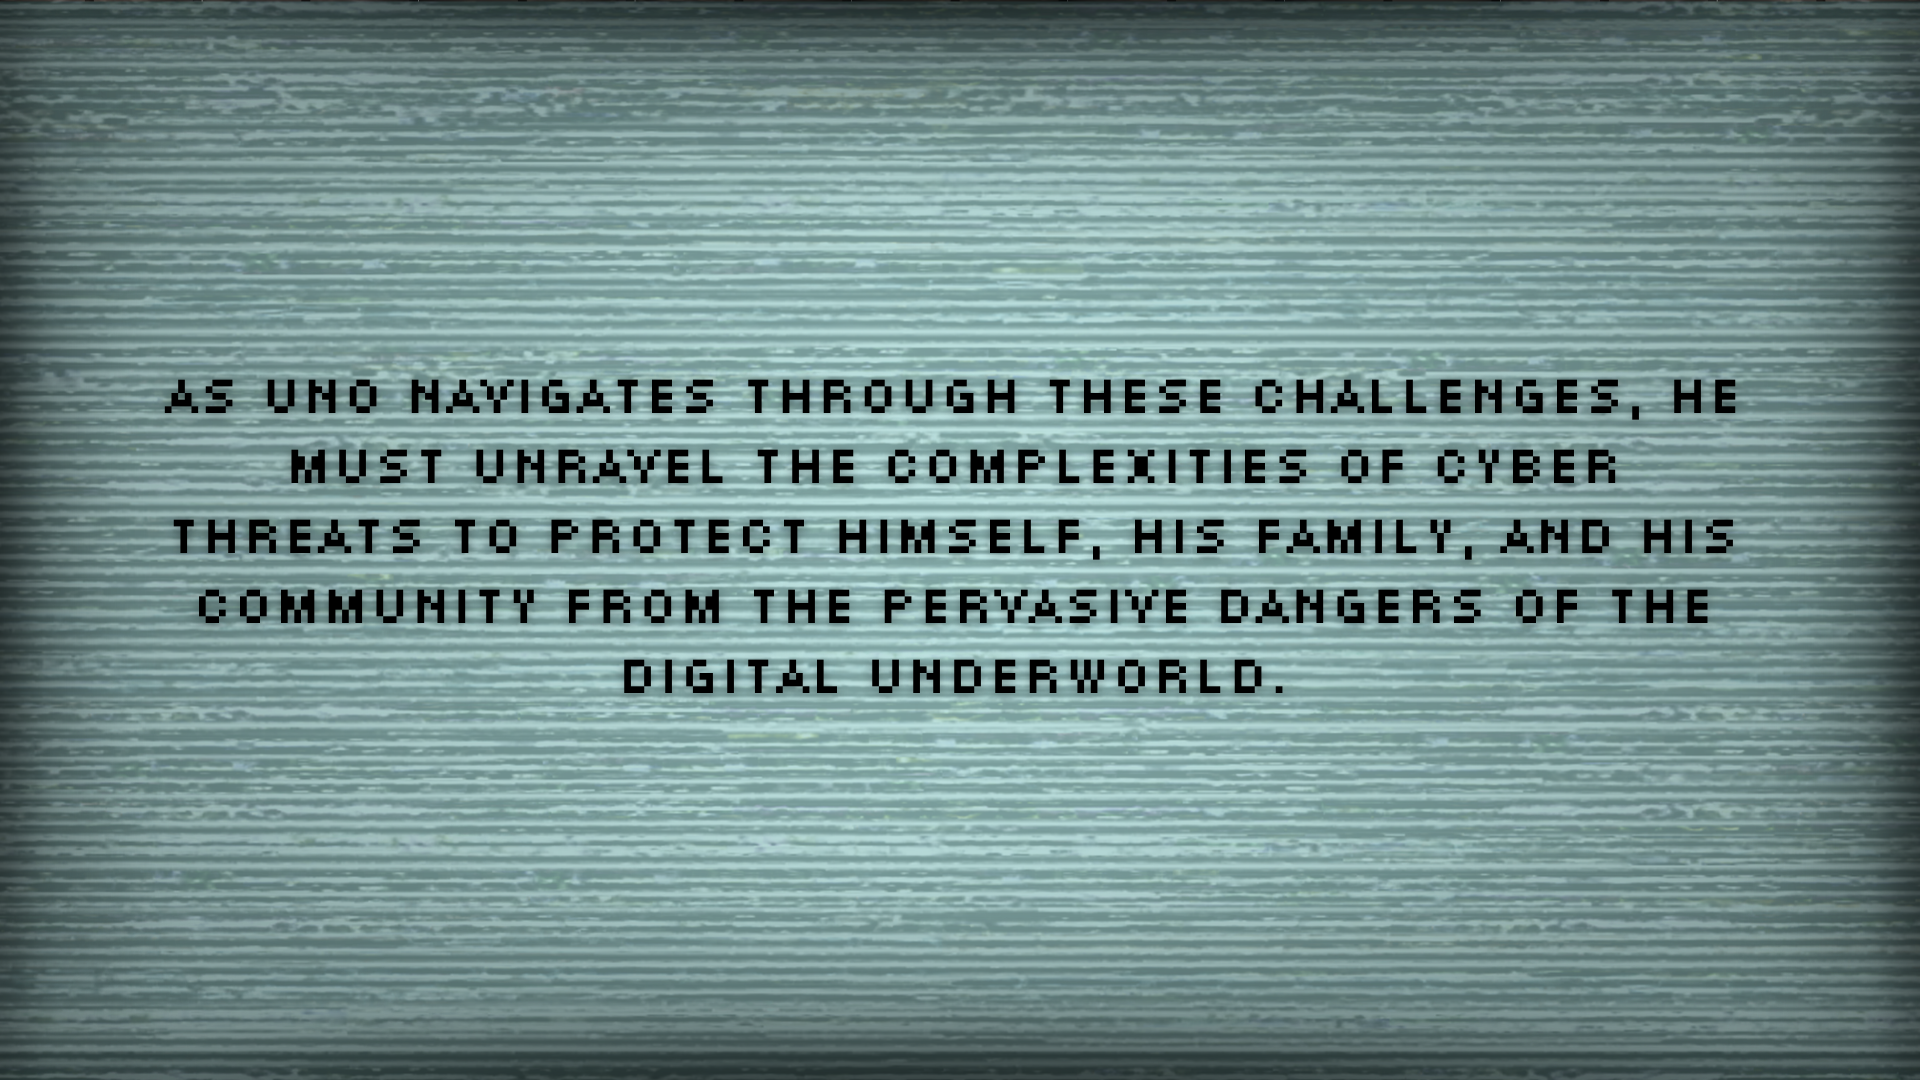 AS UNO NAVIGATES THROUGH THESE CHALLENGES, HE
MUST UNRAVEL THE COMPLEXITIES OF CYBER
THREATS TO PROTECT HIMSELF, HIS FAMILY, AND HIS
COMMUNITY FROM THE PERVASIVE DANGERS OF THE
DIGITAL UNDERWORLD.